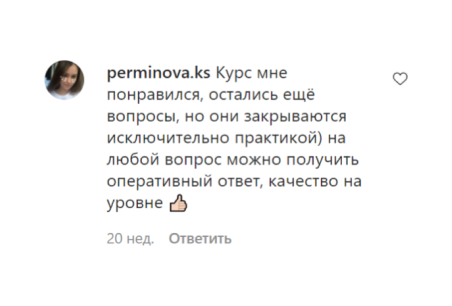 perminova.ks Курс мне
понравился, остались ещё
вопросы, но они закрываются
исключительно практикой) на
любой вопрос можно получить
оперативный ответ, качество на
уровне 👍🏻
20 нед. Ответить